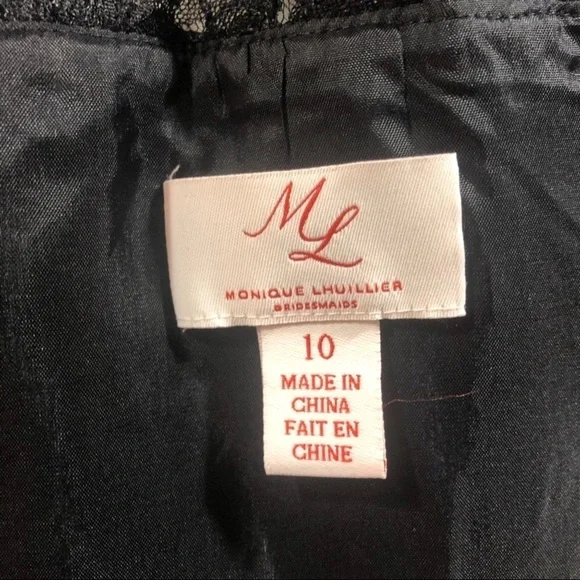 ML
MONIQUE LHUILLIER
BRIDESMAIDS
10
MADE IN
CHINA
FAIT EN
CHINE